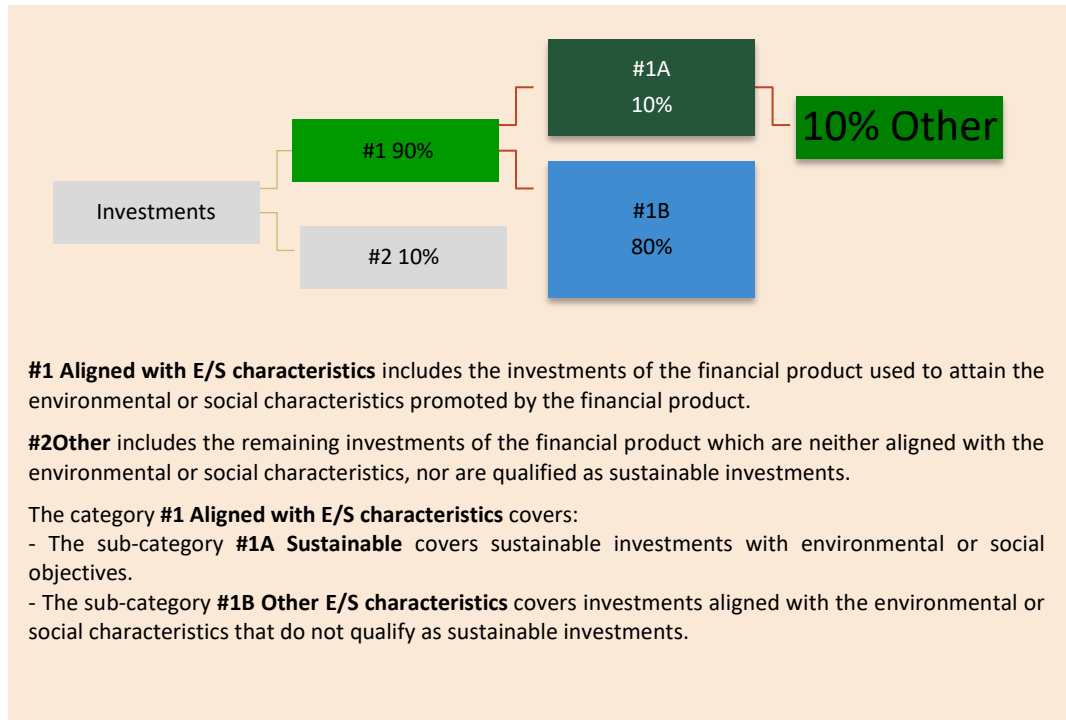 #1A
10%
10% Other
#1 90%
Investments
#1B
80%
#2 10%
#1 Aligned with E/S characteristics includes the investments of the financial product used to attain the
environmental or social characteristics promoted by the financial product.
#2Other includes the remaining investments of the financial product which are neither aligned with the
environmental or social characteristics, nor are qualified as sustainable investments.
The category #1 Aligned with E/S characteristics covers:
- The sub-category #1A Sustainable covers sustainable investments with environmental or social
objectives.
- The sub-category #1B Other E/S characteristics covers investments aligned with the environmental or
social characteristics that do not qualify as sustainable investments.